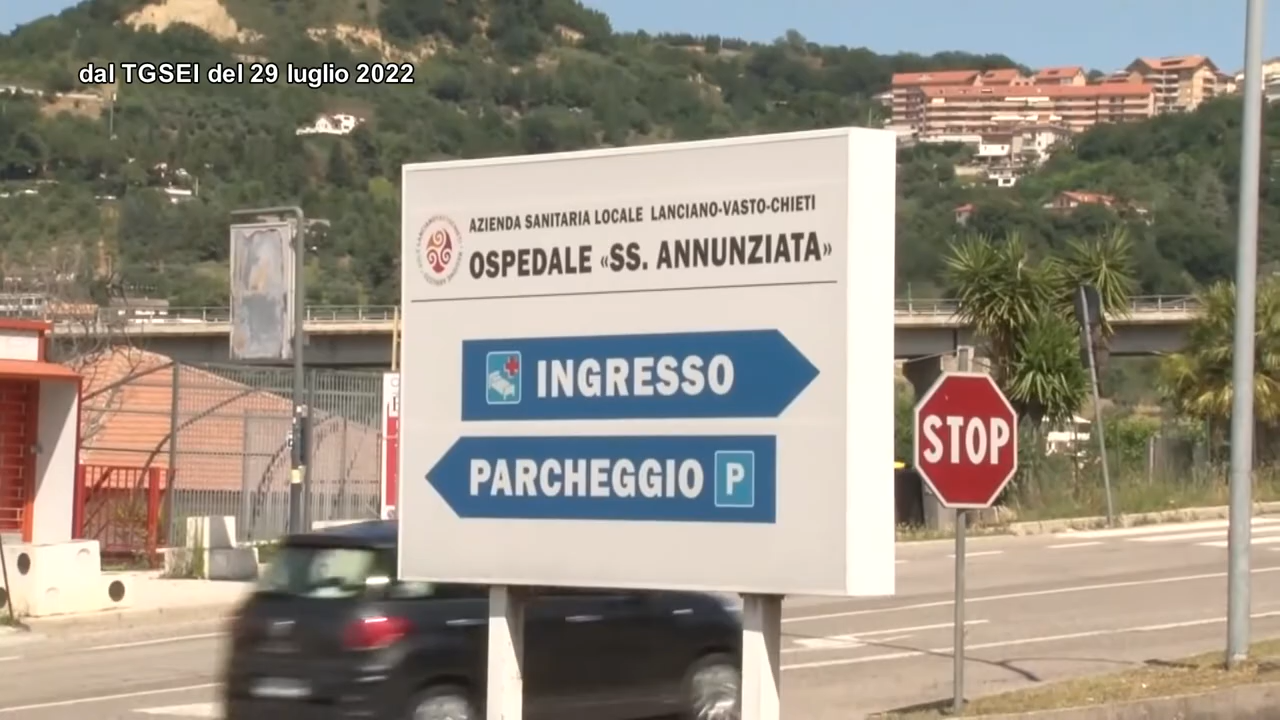 dal TGSEI del 29 luglio 2022
AZIENDA SANITARIA LOCALE LANCIANO-VASTO-CHIETI
OSPEDALE «SS. ANNUNZIATA»
INGRESSO
PARCHEGGIO P
STOP